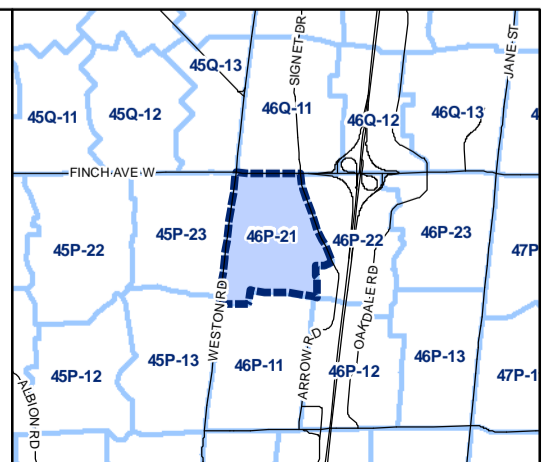 SIGNET DR
JANE ST
45Q-13
46Q-11
45Q-11
45Q-12
46Q-12
46Q-13
4
FINCH AVE W
45P-22
45P-23
46P-21
46P-22
46P-23
47P
WESTON RD
OAKDALE RD
ARROW RD
45P-12
45P-13
46P-11
46P-12
46P-13
47P-1
ALBION RD